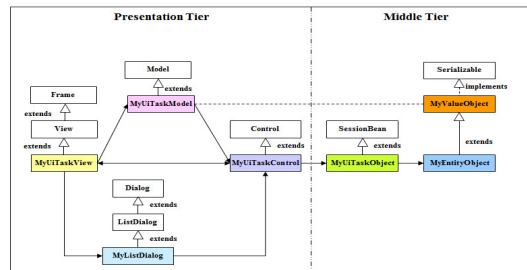 Presentation Tier
Middle Tier
Model
Serializable
extends
implements
Frame
MyUiTaskModel
MyValueObject
extends
View
Control
SessionBean
extends
extends
extends
extends
MyUiTaskView
MyUiTaskControl
MyUiTaskObject
MyEntityObject
Dialog
extends
ListDialog
extends
MyListDialog